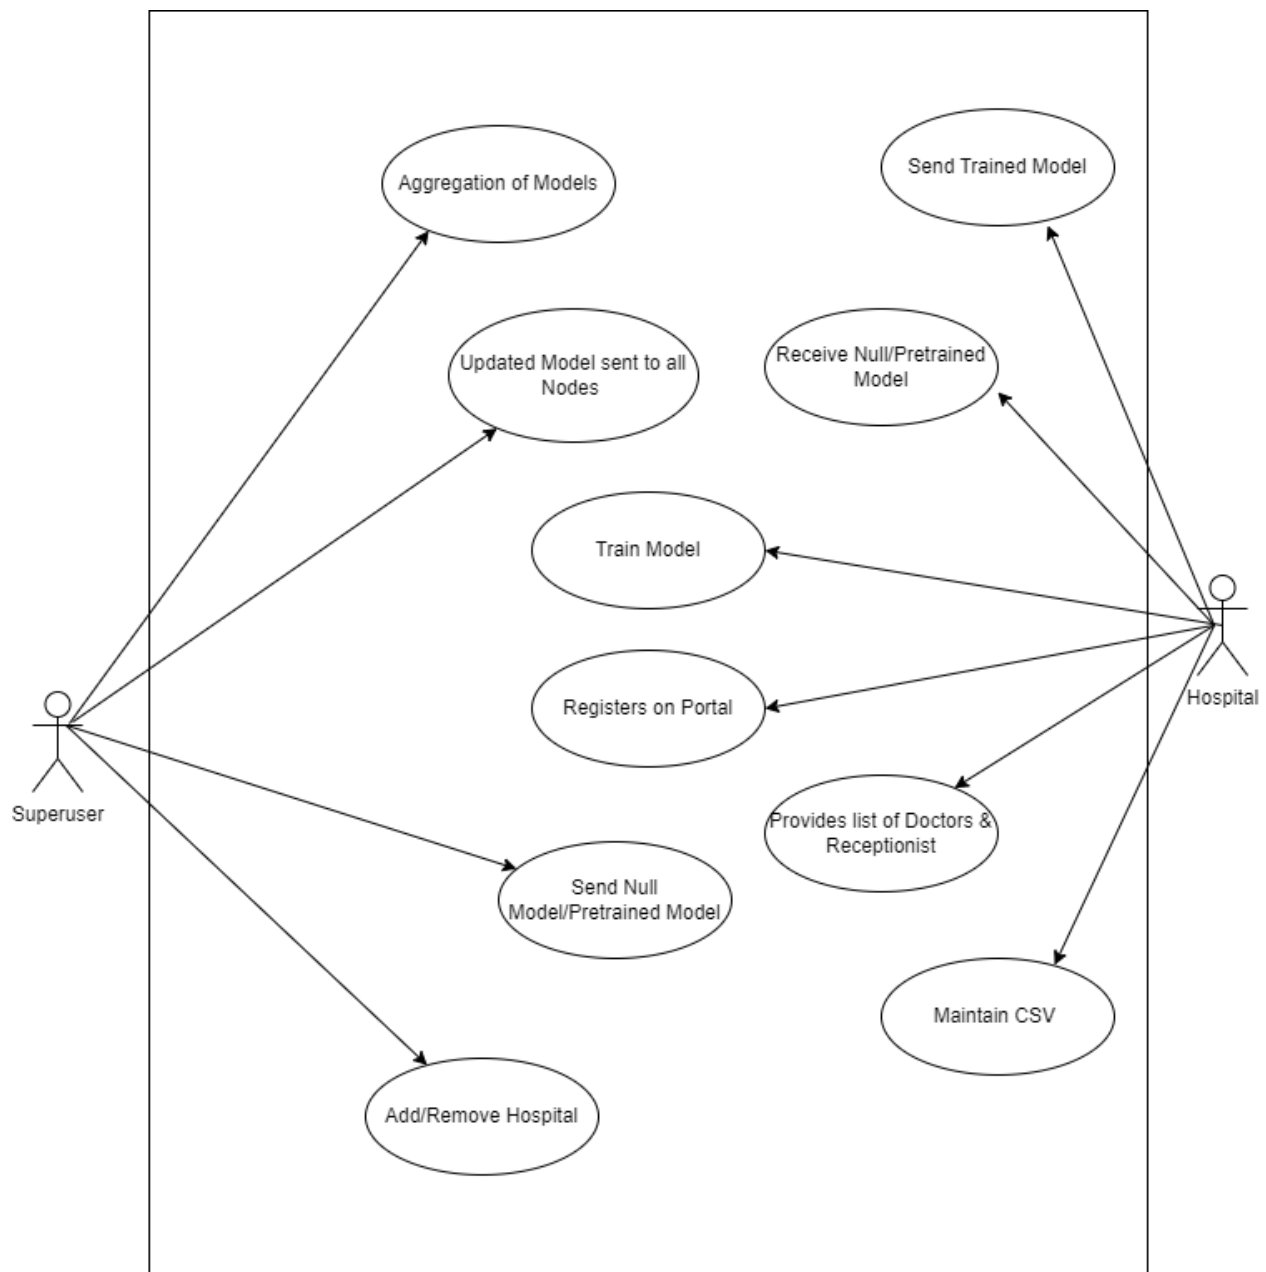 Aggregation of Models
Send Trained Model
Updated Model sent to all
Nodes
Receive Null/Pretrained
Model
Train Model
Registers on Portal
Hospital
Superuser
Provides list of Doctors &
Receptionist
Send Null
Model/Pretrained Model
Maintain CSV
Add/Remove Hospital